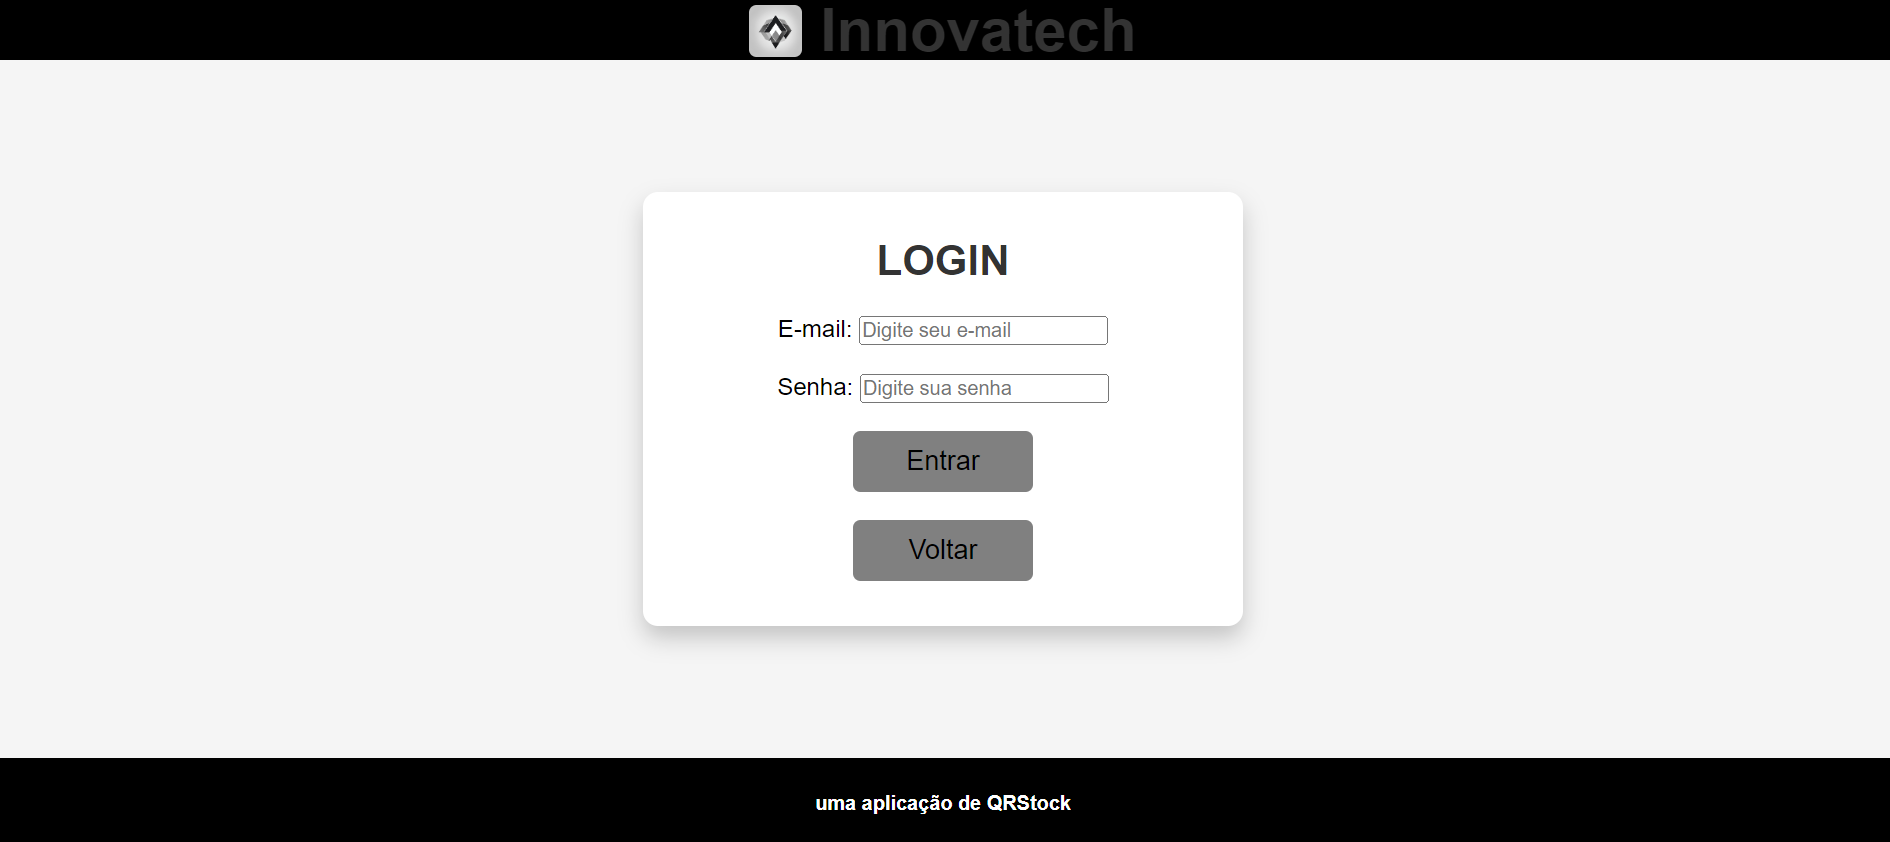 Innovatech
LOGIN
E-mail: Digite seu e-mail
Senha: Digite sua senha
Entrar
Voltar
uma aplicação de QRStock